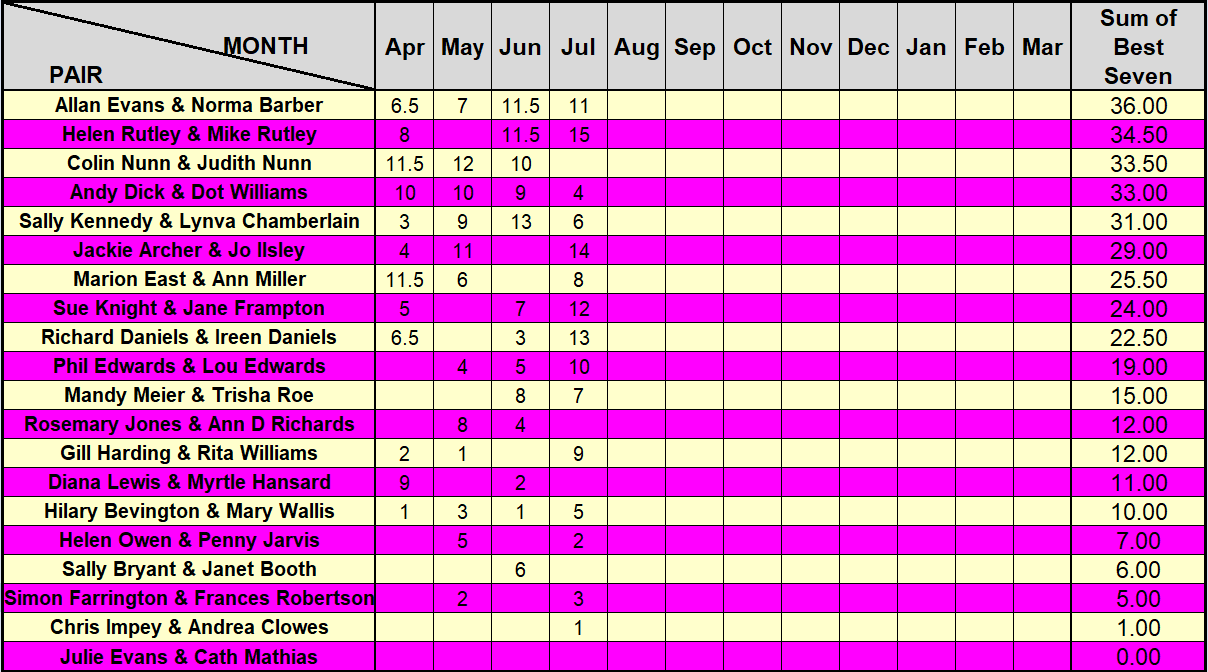 MONTH
PAIR
Apr May Jun Jul Aug Sep Oct Nov Dec Jan Feb Mar Sum of Best Seven
Allan Evans & Norma Barber 6.5 7 11.5 11 36.00
Helen Rutley & Mike Rutley 8 11.5 15 34.50
Colin Nunn & Judith Nunn 11.5 12 10 33.50
Andy Dick & Dot Williams 10 10 9 4 33.00
Sally Kennedy & Lynva Chamberlain 3 9 13 6 31.00
Jackie Archer & Jo Ilsley 4 11 14 29.00
Marion East & Ann Miller 11.5 6 8 25.50
Sue Knight & Jane Frampton 5 7 12 24.00
Richard Daniels & Ireen Daniels 6.5 3 13 22.50
Phil Edwards & Lou Edwards 4 5 10 19.00
Mandy Meier & Trisha Roe 8 7 15.00
Rosemary Jones & Ann D Richards 8 4 12.00
Gill Harding & Rita Williams 2 1 9 12.00
Diana Lewis & Myrtle Hansard 9 2 11.00
Hilary Bevington & Mary Wallis 1 3 1 5 10.00
Helen Owen & Penny Jarvis 5 2 7.00
Sally Bryant & Janet Booth 6 6.00
Simon Farrington & Frances Robertson 2 3 5.00
Chris Impey & Andrea Clowes 1 1.00
Julie Evans & Cath Mathias 0.00